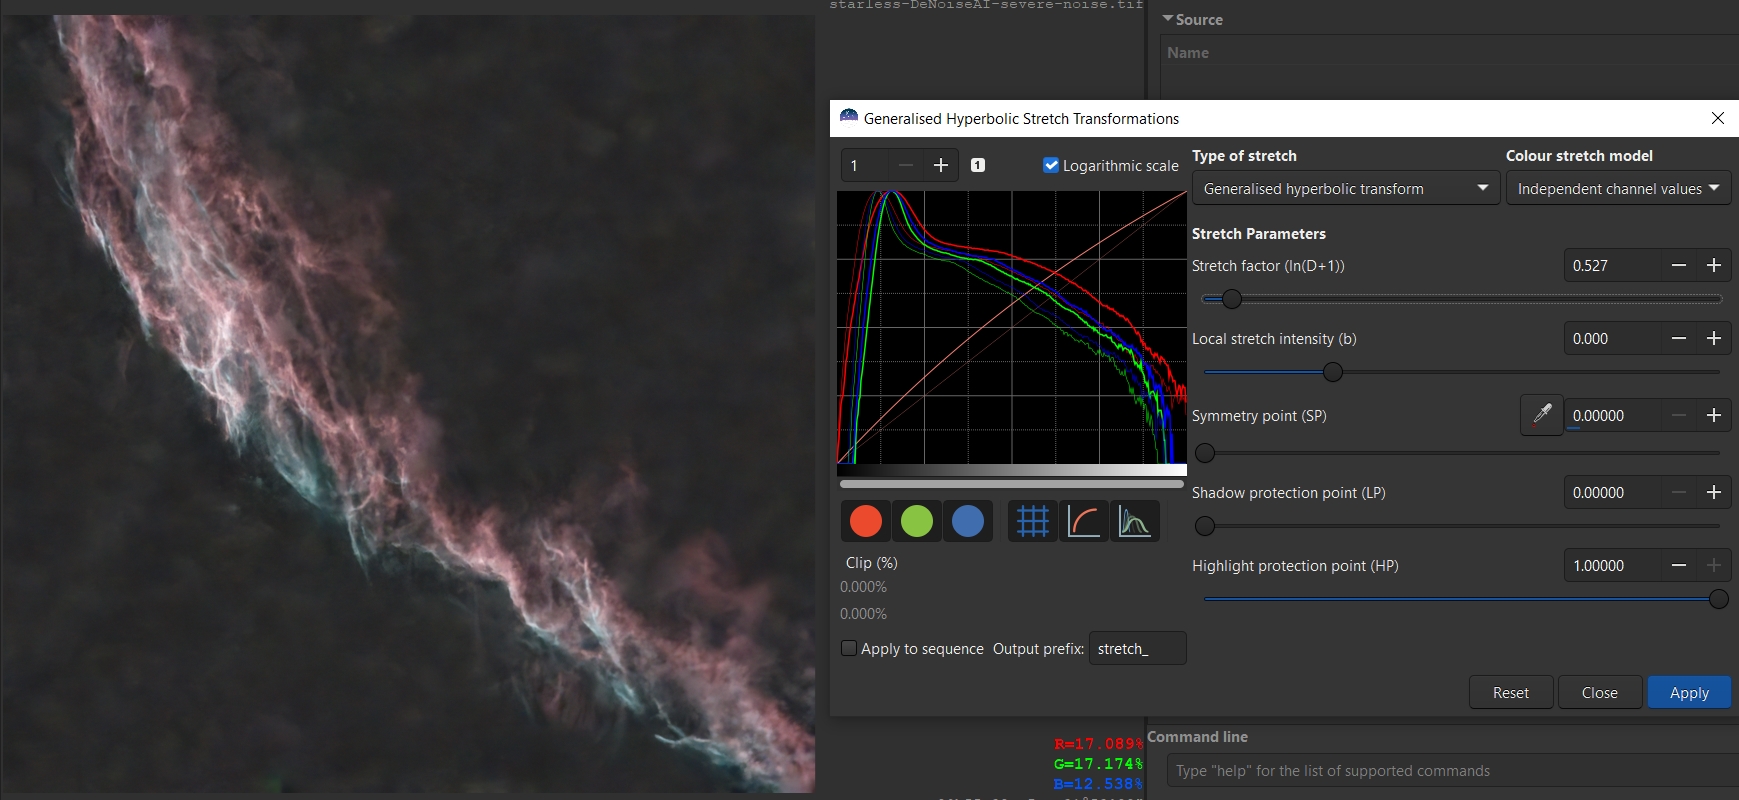 starless-DeNoiseAI-severe-noise.tif
Source
Name
Generalised Hyperbolic Stretch Transformations
1
1
Logarithmic scale
Type of stretch
Colour stretch model
Generalised hyperbolic transform
Independent channel values
Stretch Parameters
Stretch factor (ln(D+1))
0.527
Local stretch intensity (b)
0.000
Symmetry point (SP)
0.00000
Shadow protection point (LP)
0.00000
Highlight protection point (HP)
1.00000
Clip (%)
0.000%
0.000%
Apply to sequence Output prefix: stretch_
Reset Close Apply
R=17.089%
G=17.174%
B=12.538%
Command line
Type "help" for the list of supported commands